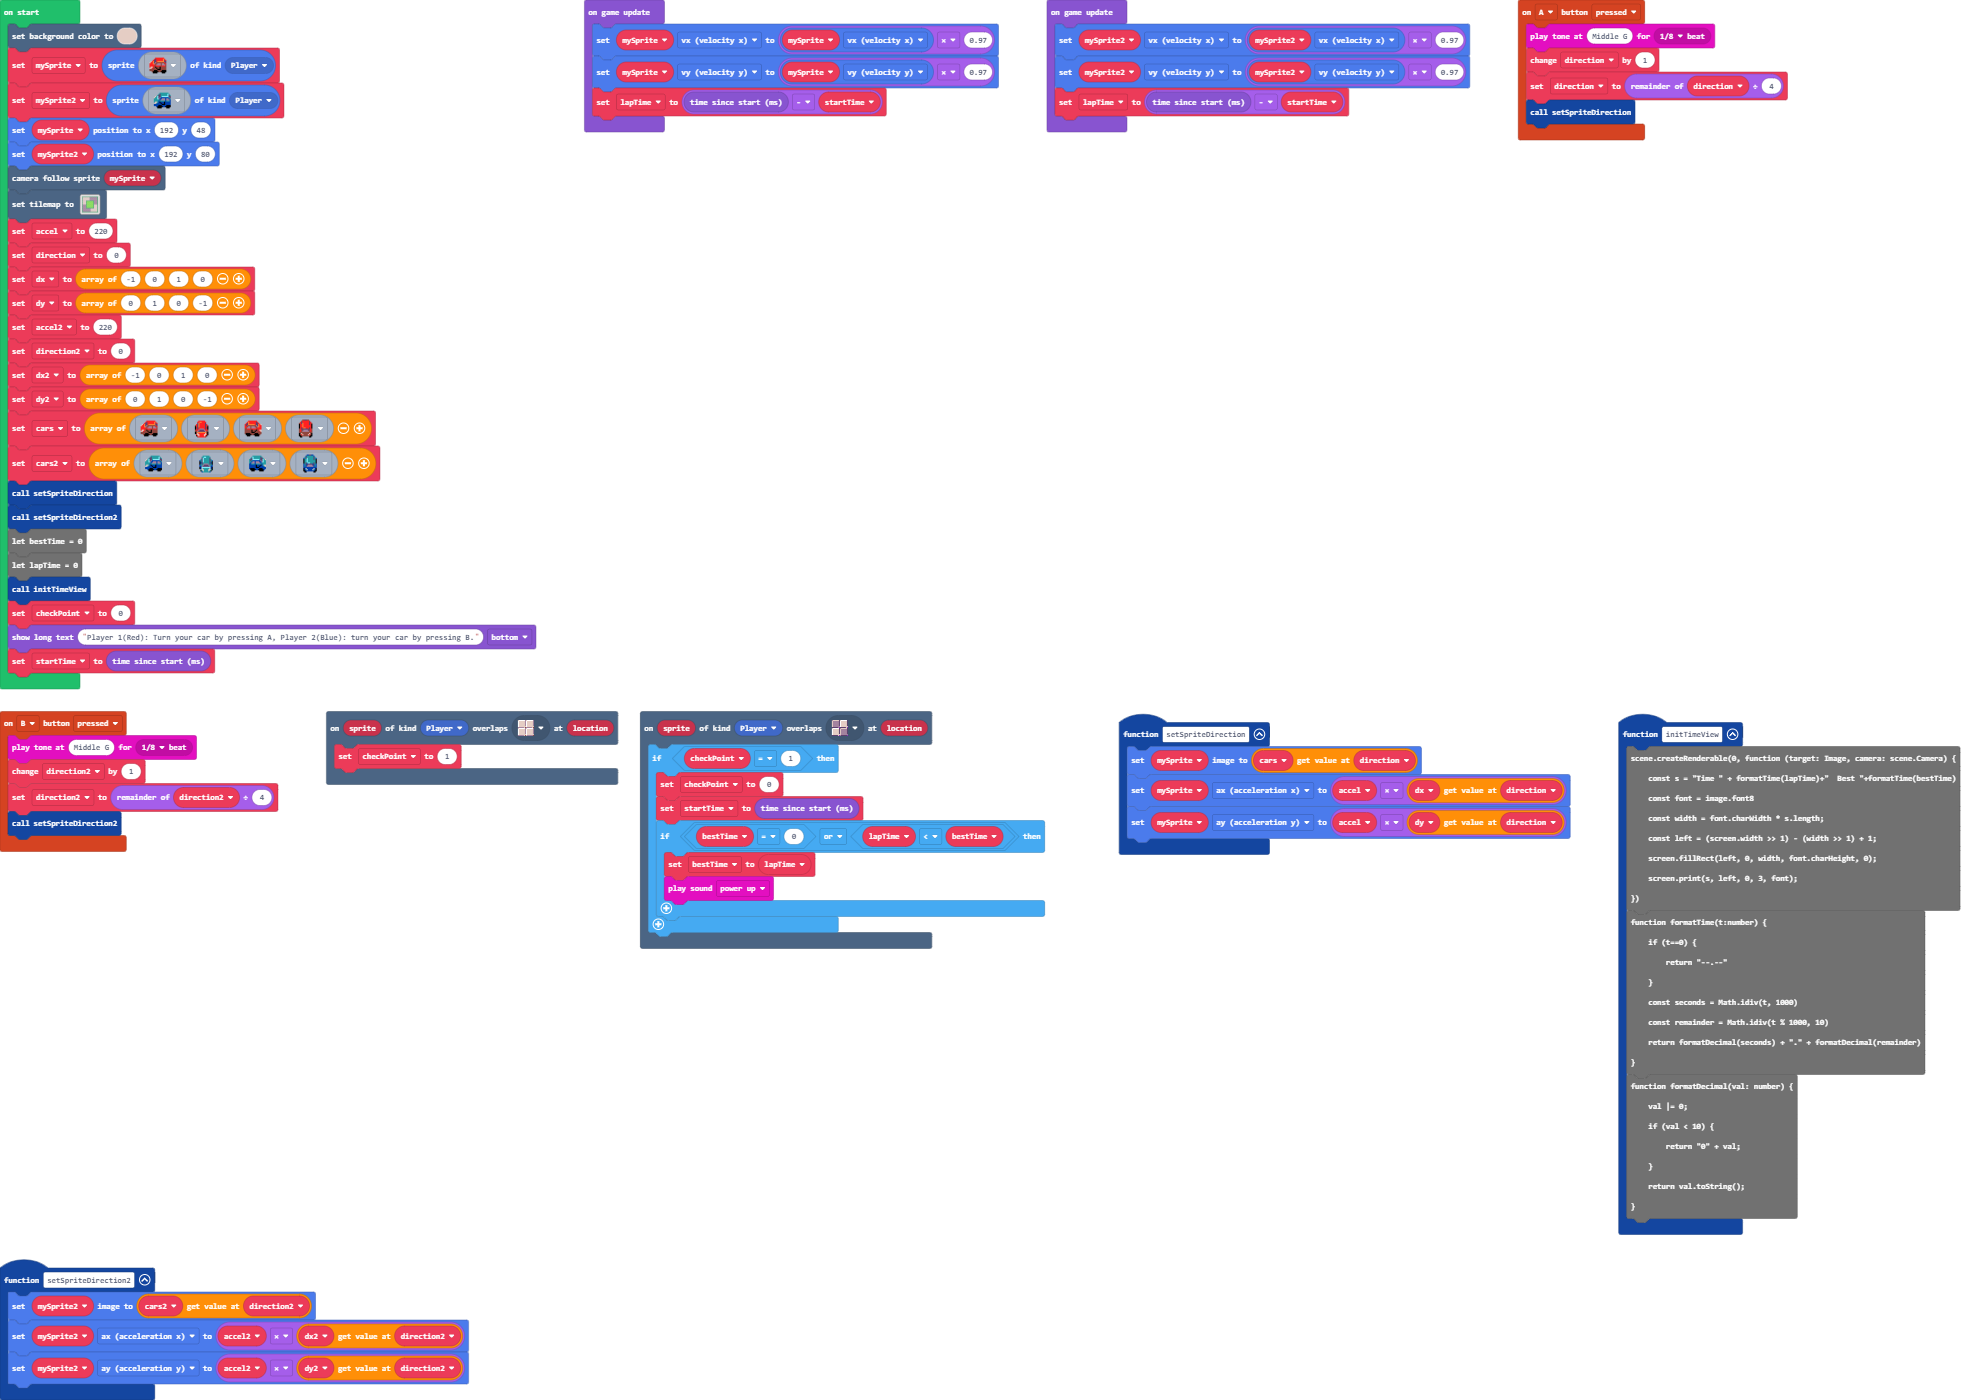 on start
set background color to
set mySprite to sprite of kind Player
set mySprite2 to sprite of kind Player
set mySprite position to x 192 y 48
set mySprite2 position to x 192 y 80
camera follow sprite mySprite
set tilemap to
set accel to 220
set direction to 0
set dx to array of -1 0 1 0
set dy to array of 0 1 0 -1
set accel2 to 220
set direction2 to 0
set dx2 to array of -1 0 1 0
set dy2 to array of 0 1 0 -1
set cars to array of
set cars2 to array of
call setSpriteDirection
call setSpriteDirection2
let bestTime = 0
let lapTime = 0
call initTimeView
set checkPoint to 0
show long text "Player 1(Red): Turn your car by pressing A, Player 2(Blue): turn your car by pressing B." bottom
set startTime to time since start (ms)
on game update
set mySprite vx (velocity x) to mySprite vx (velocity x) × 0.97
set mySprite vy (velocity y) to mySprite vy (velocity y) × 0.97
set lapTime to time since start (ms) - startTime
on game update
set mySprite2 vx (velocity x) to mySprite2 vx (velocity x) × 0.97
set mySprite2 vy (velocity y) to mySprite2 vy (velocity y) × 0.97
set lapTime to time since start (ms) - startTime
on A button pressed
play tone at Middle G for 1/8 beat
change direction by 1
set direction to remainder of direction ÷ 4
call setSpriteDirection
on B button pressed
play tone at Middle G for 1/8 beat
change direction2 by 1
set direction2 to remainder of direction2 ÷ 4
call setSpriteDirection2
on sprite of kind Player overlaps at location
set checkPoint to 1
on sprite of kind Player overlaps at location
if checkPoint = 1 then
set checkPoint to 0
set startTime to time since start (ms)
if bestTime = 0 or lapTime < bestTime then
set bestTime to lapTime
play sound power up
function setSpriteDirection
set mySprite image to cars get value at direction
set mySprite ax (acceleration x) to accel × dx get value at direction
set mySprite ay (acceleration y) to accel × dy get value at direction
function initTimeView
scene.createRenderable(0, function (target: Image, camera: scene.Camera) {
const s = "Time " + formatTime(lapTime)+"  Best "+formatTime(bestTime)
const font = image.font8
const width = font.charWidth * s.length;
const left = (screen.width >> 1) - (width >> 1) + 1;
screen.fillRect(left, 0, width, font.charHeight, 0);
screen.print(s, left, 0, 3, font);
})
function formatTime(t:number) {
if (t==0) {
return "--.--"
}
const seconds = Math.idiv(t, 1000)
const remainder = Math.idiv(t % 1000, 10)
return formatDecimal(seconds) + "." + formatDecimal(remainder)
}
function formatDecimal(val: number) {
val |= 0;
if (val < 10) {
return "0" + val;
}
return val.toString();
}
function setSpriteDirection2
set mySprite2 image to cars2 get value at direction2
set mySprite2 ax (acceleration x) to accel2 × dx2 get value at direction2
set mySprite2 ay (acceleration y) to accel2 × dy2 get value at direction2